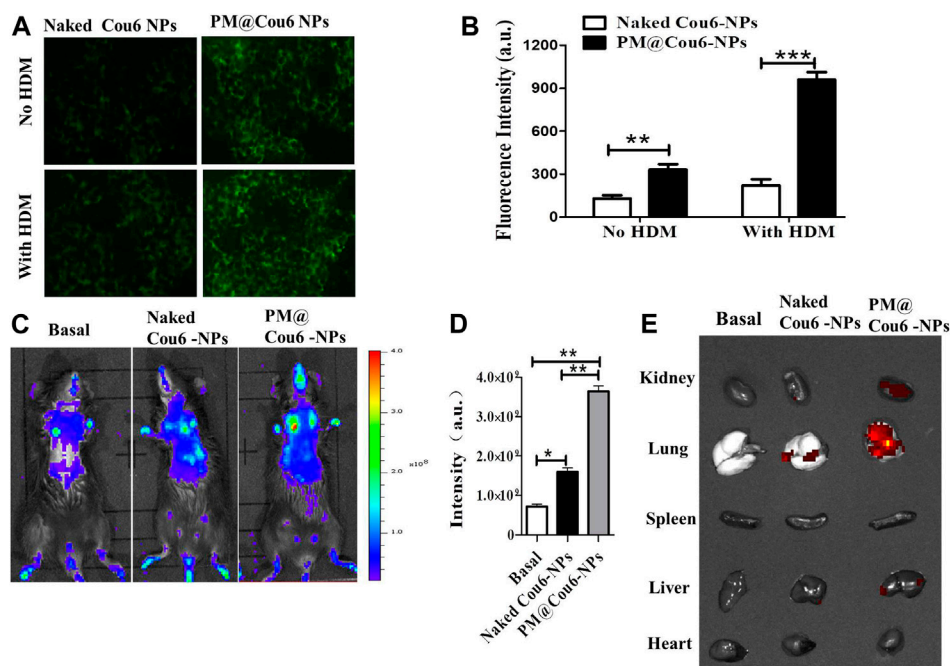 A
Naked Cou6 NPs
PM@Cou6 NPs
No HDM
With HDM
B
Naked Cou6-NPs
PM@Cou6-NPs
Fluorecence Intensity (a.u.)
1200
900
600
300
0
**
***
No HDM
With HDM
C
Basal
Naked
Cou6 -NPs
PM@
Cou6 -NPs
4.0
3.0
2.0
×10⁸
1.0
D
Intensity (a.u.)
4.0×10⁹
3.0×10⁹
2.0×10⁹
1.0×10⁹
0
**
**
*
Basal
Naked Cou6-NPs
PM@Cou6-NPs
E
Basal
Naked
Cou6 -NPs
PM@
Cou6 -NPs
Kidney
Lung
Spleen
Liver
Heart